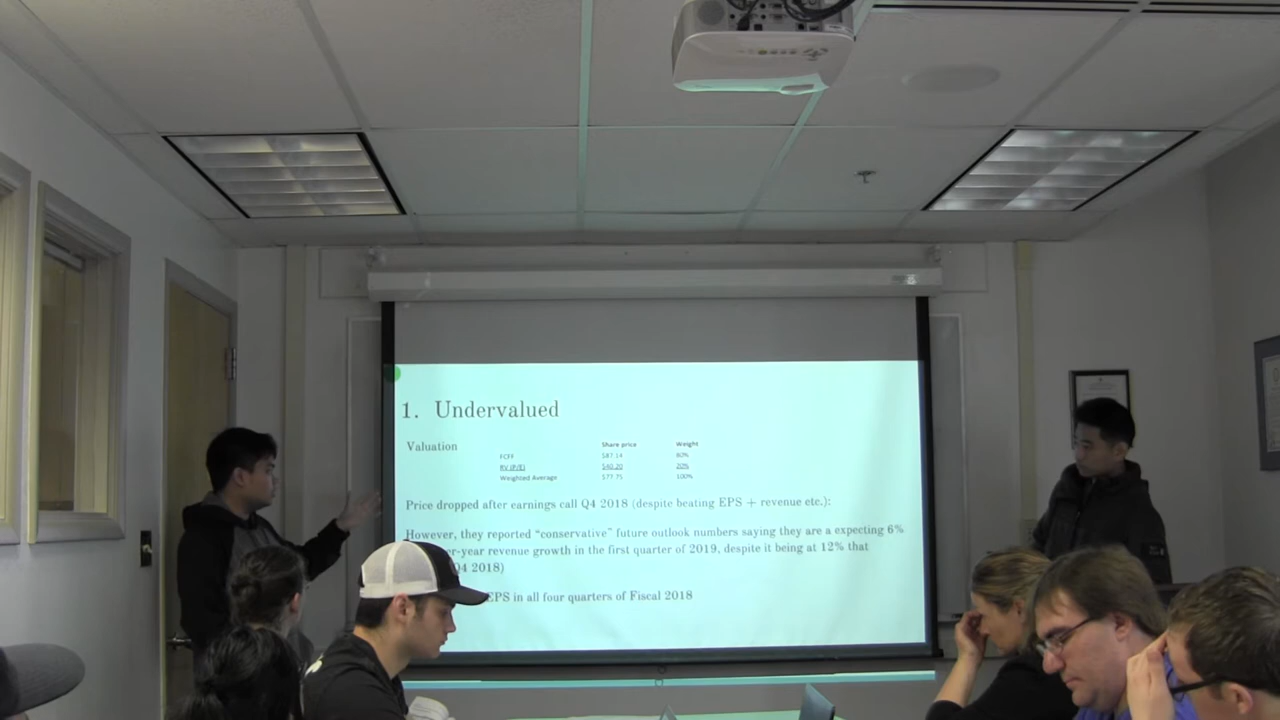 1. Undervalued
Valuation
Share price Weight
FCFF $87.14 80%
RV (P/E) $40.20 20%
Weighted Average $77.75 100%
Price dropped after earnings call Q4 2018 (despite beating EPS + revenue etc.):
However, they reported “conservative” future outlook numbers saying they are a expecting 6%
er-year revenue growth in the first quarter of 2019, despite it being at 12% that
Q4 2018)
EPS in all four quarters of Fiscal 2018